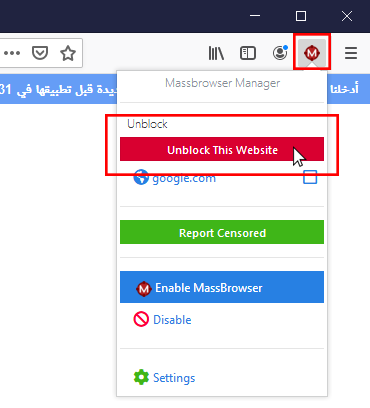 Massbrowser Manager
أدخلنا
جديدة قبل تطبيقها في 31
Unblock
Unblock This Website
google.com
Report Censored
Enable MassBrowser
Disable
Settings